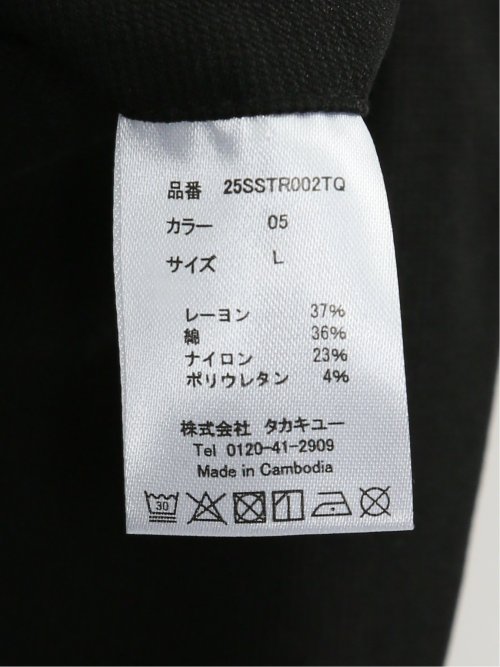 品番 25SSTR002TQ
カラー 05
サイズ L
レーヨン 37%
綿 36%
ナイロン 23%
ポリウレタン 4%
株式会社 タカキュー
Tel 0120-41-2909
Made in Cambodia
30